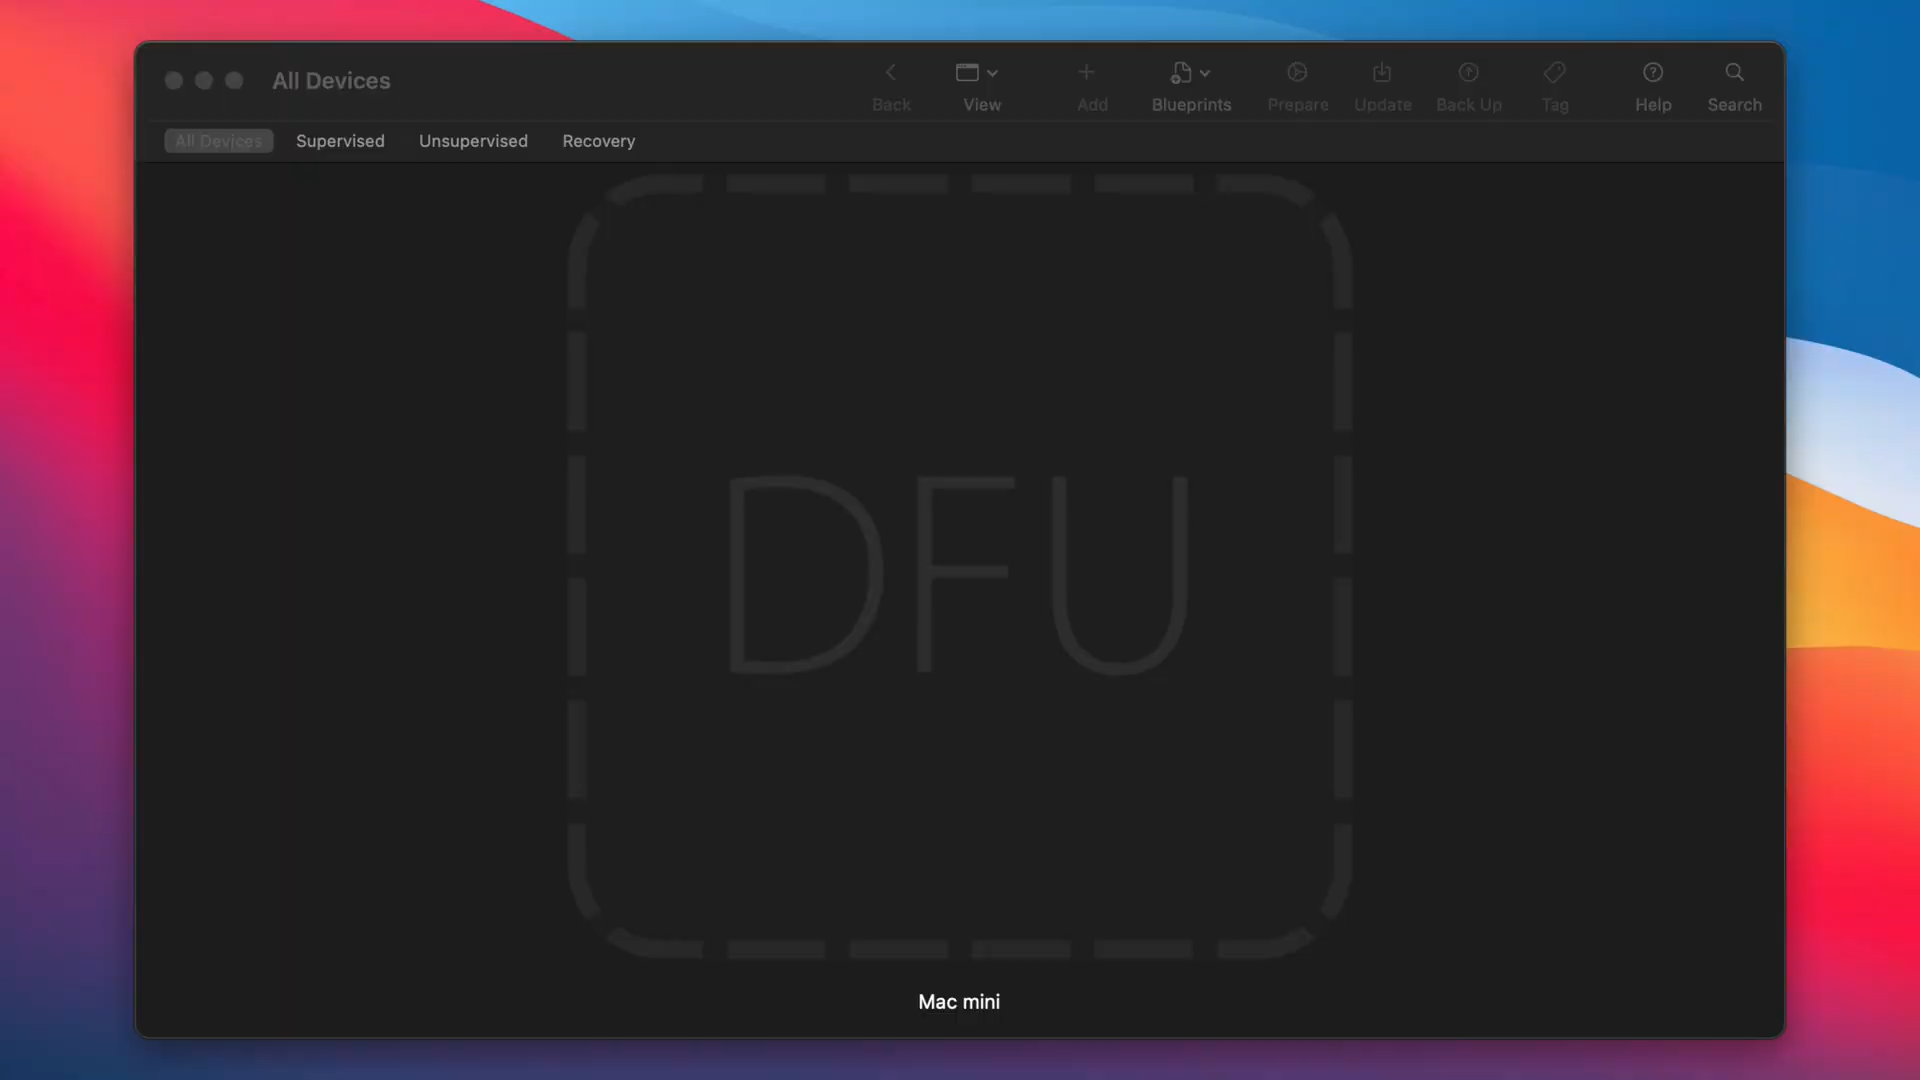 All Devices
Back View Add Blueprints Prepare Update Back Up Tag Help Search
All Devices Supervised Unsupervised Recovery
DFU
Mac mini